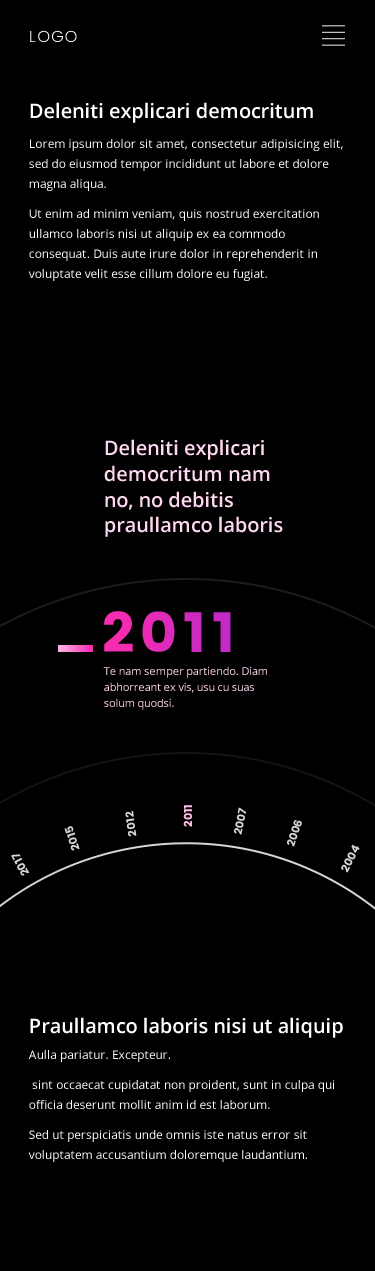 LOGO
Deleniti explicari democritum
Lorem ipsum dolor sit amet, consectetur adipisicing elit,
sed do eiusmod tempor incididunt ut labore et dolore
magna aliqua.
Ut enim ad minim veniam, quis nostrud exercitation
ullamco laboris nisi ut aliquip ex ea commodo
consequat. Duis aute irure dolor in reprehenderit in
voluptate velit esse cillum dolore eu fugiat.
Deleniti explicari
democritum nam
no, no debitis
praullamco laboris
2011
Te nam semper partiendo. Diam
abhorreant ex vis, usu cu suas
solum quodsi.
2017
2015
2012
2011
2007
2006
2004
Praullamco laboris nisi ut aliquip
Aulla pariatur. Excepteur.
sint occaecat cupidatat non proident, sunt in culpa qui
officia deserunt mollit anim id est laborum.
Sed ut perspiciatis unde omnis iste natus error sit
voluptatem accusantium doloremque laudantium.